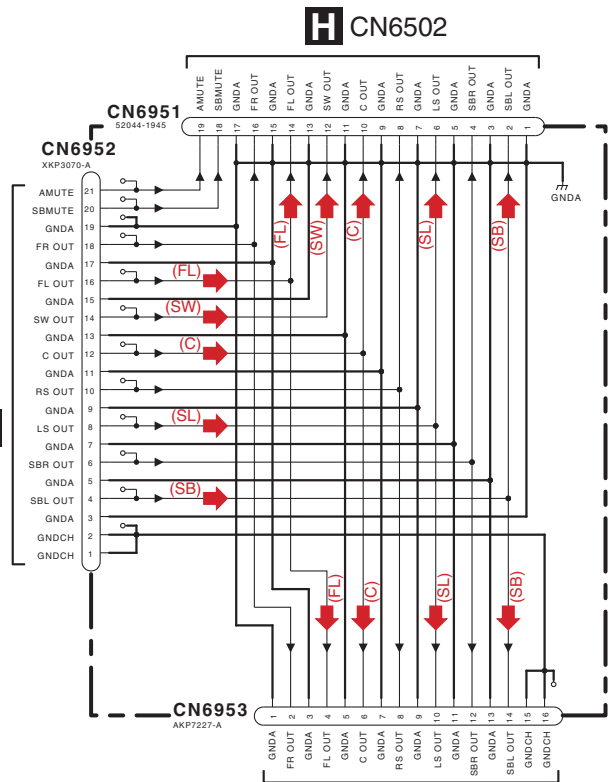 H CN6502
AMUTE
SBMUTE
GNDA
FR OUT
GNDA
FL OUT
GNDA
SW OUT
GNDA
C OUT
GNDA
RS OUT
GNDA
LS OUT
GNDA
SBR OUT
GNDA
SBL OUT
GNDA
CN6951
52044-1945
19 18 17 16 15 14 13 12 11 10 9 8 7 6 5 4 3 2 1
CN6952
XKP3070-A
GNDA
(FL) (SW) (C) (SL) (SB)
AMUTE 21
SBMUTE 20
GNDA 19
FR OUT 18
GNDA 17
FL OUT 16 (FL)
GNDA 15
SW OUT 14 (SW)
GNDA 13
C OUT 12 (C)
GNDA 11
RS OUT 10
GNDA 9
LS OUT 8 (SL)
GNDA 7
SBR OUT 6
GNDA 5
SBL OUT 4 (SB)
GNDA 3
GNDCH 2
GNDCH 1
(FL) (C) (SL) (SB)
CN6953
AKP7227-A
1 2 3 4 5 6 7 8 9 10 11 12 13 14 15 16
GNDA
FR OUT
GNDA
FL OUT
GNDA
C OUT
GNDA
RS OUT
GNDA
LS OUT
GNDA
SBR OUT
GNDA
SBL OUT
GNDCH
GNDCH